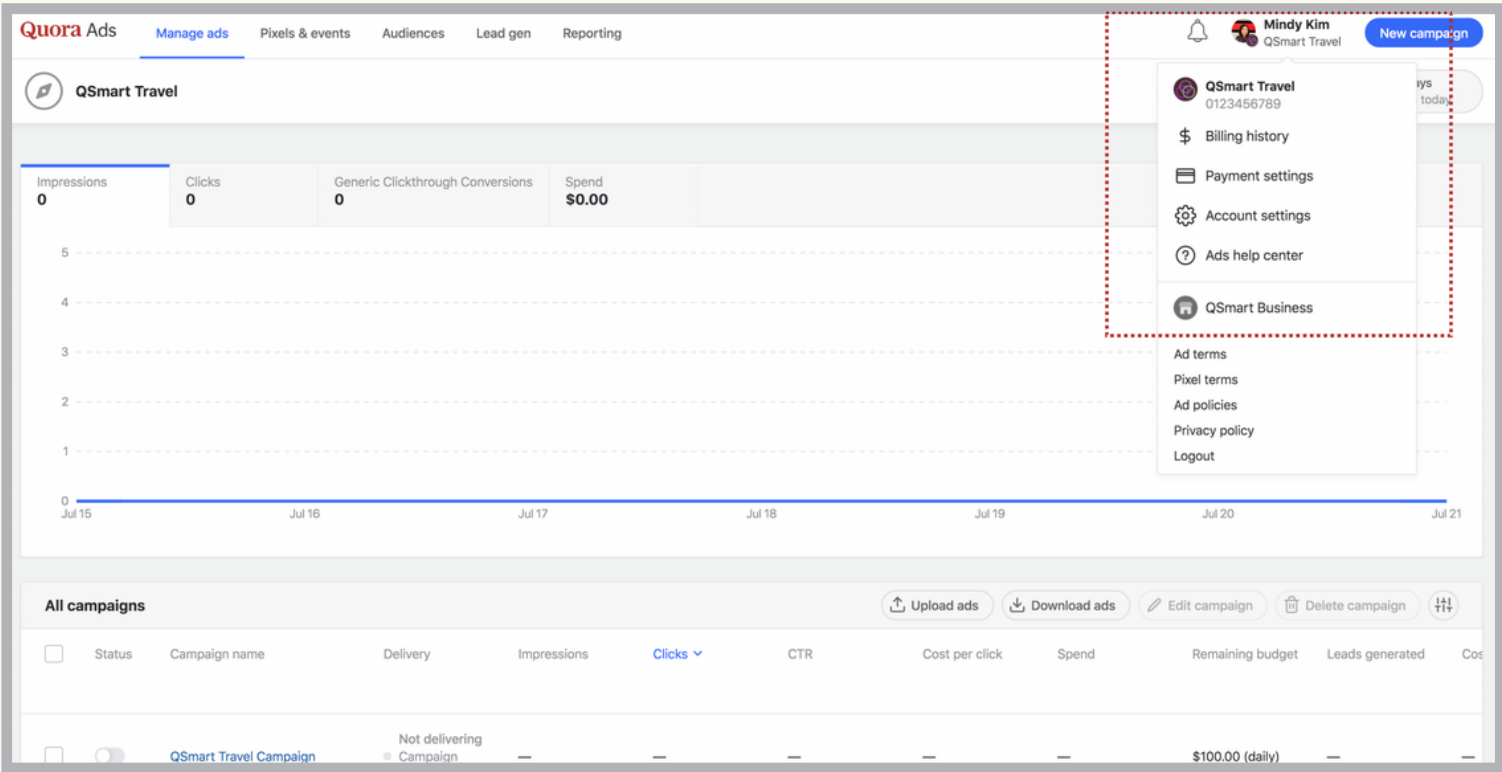 Quora Ads
Manage ads
Pixels & events
Audiences
Lead gen
Reporting
Mindy Kim
QSmart Travel
New campaign
QSmart Travel
today
QSmart Travel
0123456789
Billing history
Payment settings
Account settings
Ads help center
QSmart Business
Ad terms
Pixel terms
Ad policies
Privacy policy
Logout
Impressions
0
Clicks
0
Generic Clickthrough Conversions
0
Spend
$0.00
5
4
3
2
1
0
Jul 15
Jul 16
Jul 17
Jul 18
Jul 19
Jul 20
Jul 21
All campaigns
Upload ads
Download ads
Edit campaign
Delete campaign
Status
Campaign name
Delivery
Impressions
Clicks
CTR
Cost per click
Spend
Remaining budget
Leads generated
QSmart Travel Campaign
Not delivering
Campaign
—
—
—
—
—
$100.00 (daily)
—
—